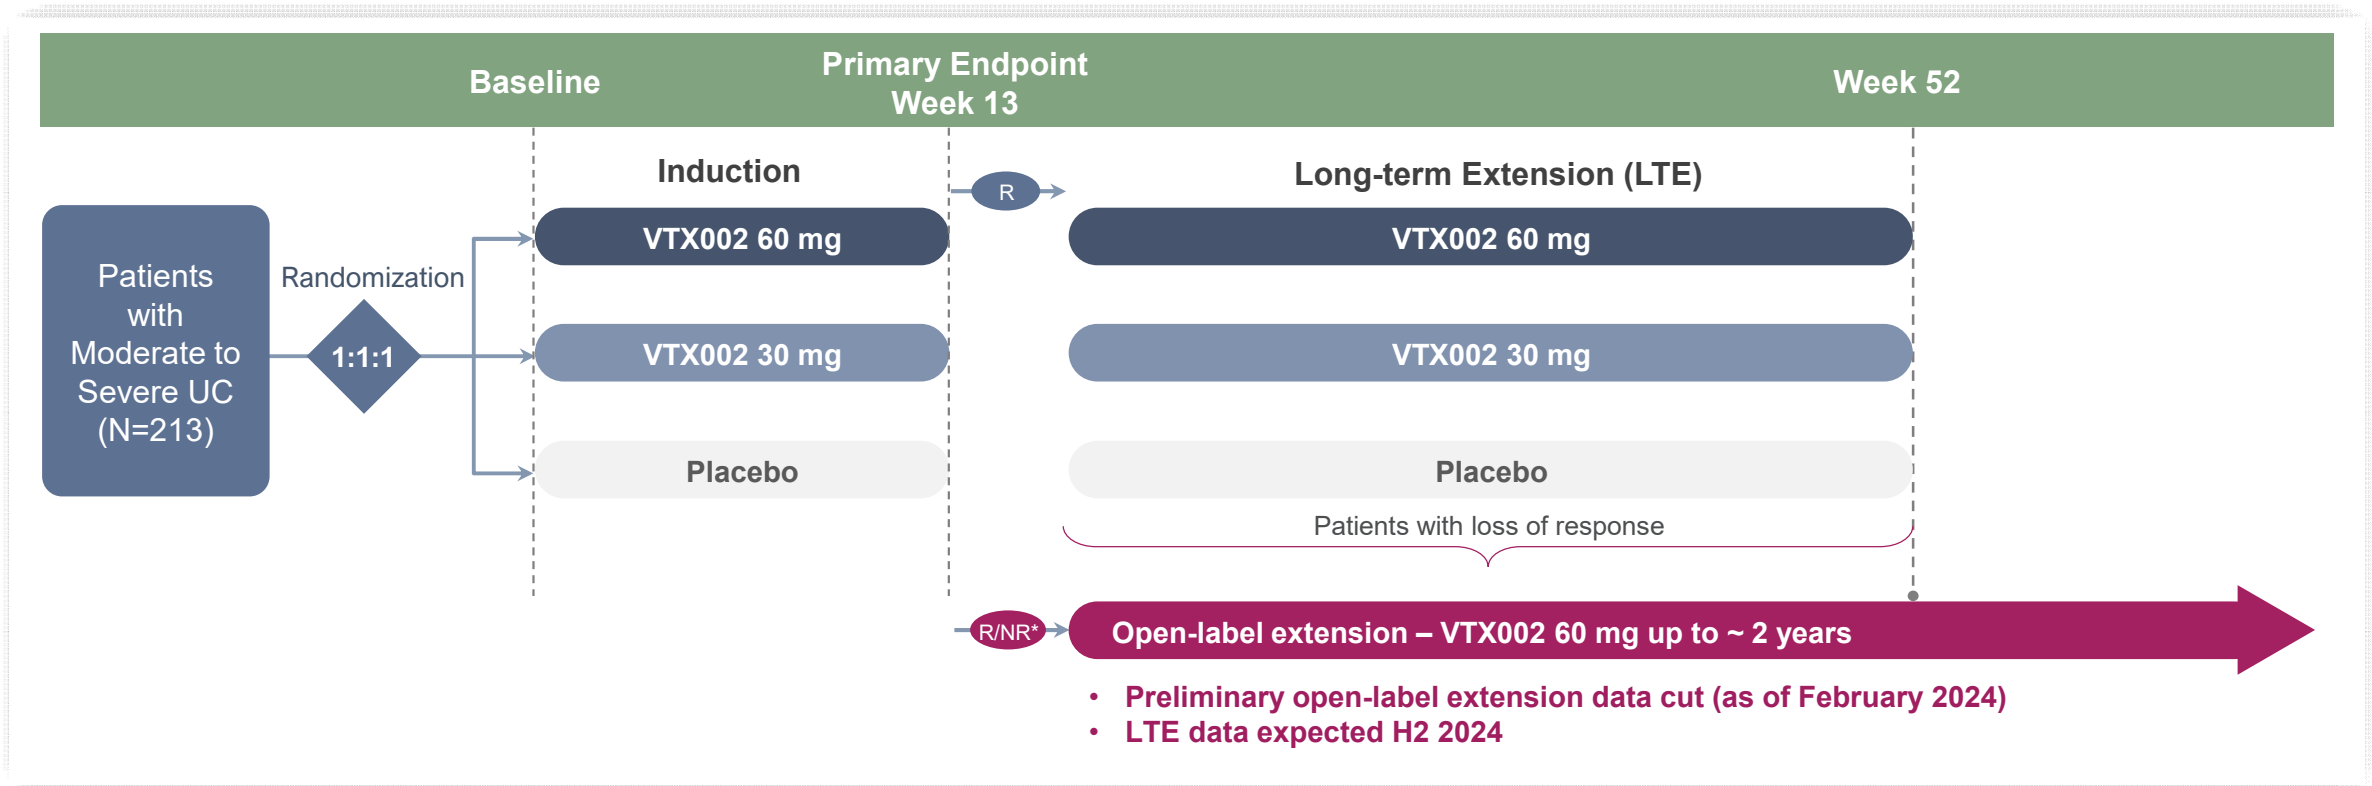 Baseline
Primary Endpoint
Week 13
Week 52
Induction
R
Long-term Extension (LTE)
Patients
with
Moderate to
Severe UC
(N=213)
Randomization
1:1:1
VTX002 60 mg
VTX002 60 mg
VTX002 30 mg
VTX002 30 mg
Placebo
Placebo
Patients with loss of response
R/NR*
Open-label extension – VTX002 60 mg up to ~ 2 years
• Preliminary open-label extension data cut (as of February 2024)
• LTE data expected H2 2024